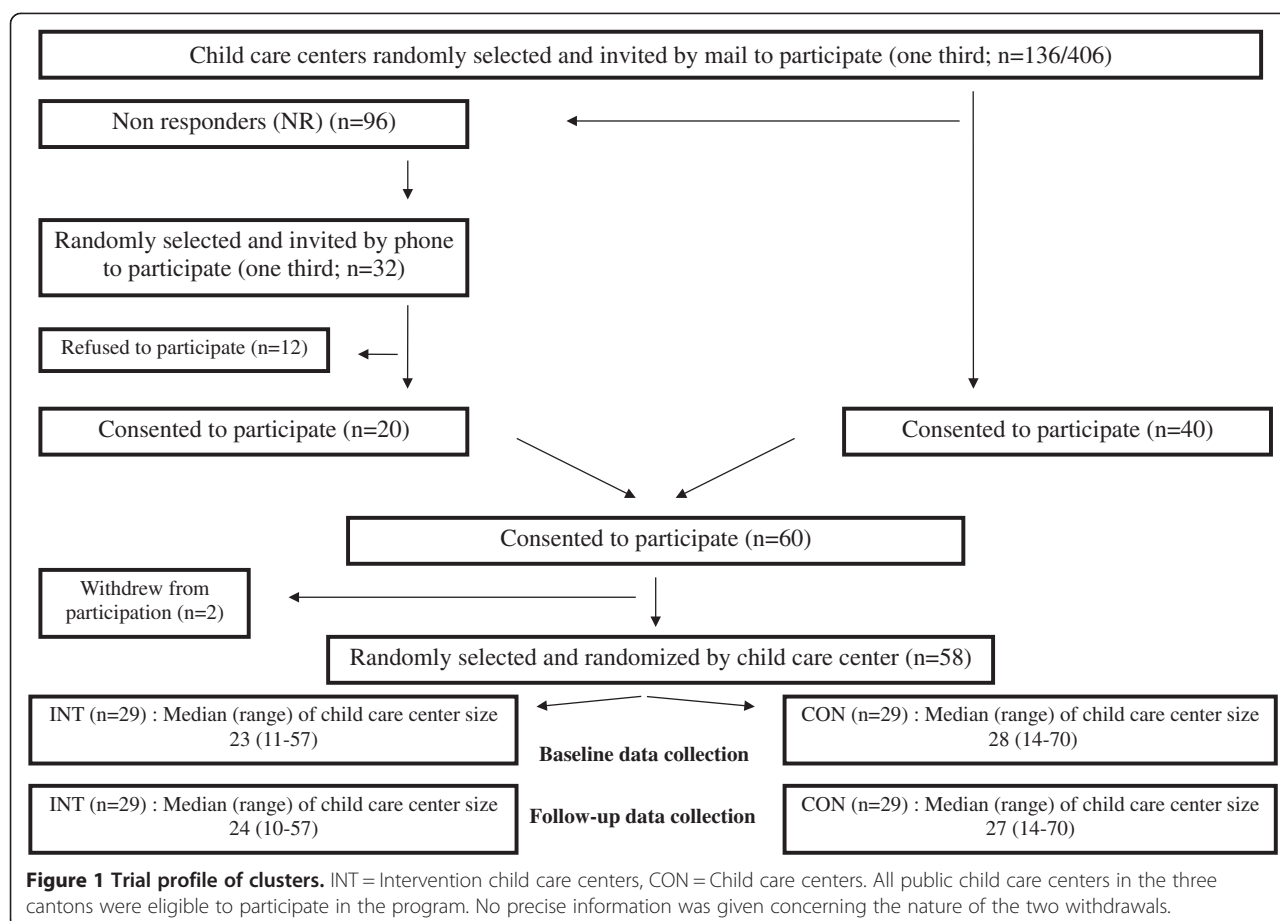 Child care centers randomly selected and invited by mail to participate (one third; n=136/406)
Non responders (NR) (n=96)
Randomly selected and invited by phone
to participate (one third; n=32)
Refused to participate (n=12)
Consented to participate (n=20)
Consented to participate (n=40)
Consented to participate (n=60)
Withdrew from
participation (n=2)
Randomly selected and randomized by child care center (n=58)
INT (n=29) : Median (range) of child care center size
23 (11-57)
CON (n=29) : Median (range) of child care center size
28 (14-70)
Baseline data collection
INT (n=29) : Median (range) of child care center size
24 (10-57)
Follow-up data collection
CON (n=29) : Median (range) of child care center size
27 (14-70)
Figure 1 Trial profile of clusters. INT = Intervention child care centers, CON = Child care centers. All public child care centers in the three
cantons were eligible to participate in the program. No precise information was given concerning the nature of the two withdrawals.